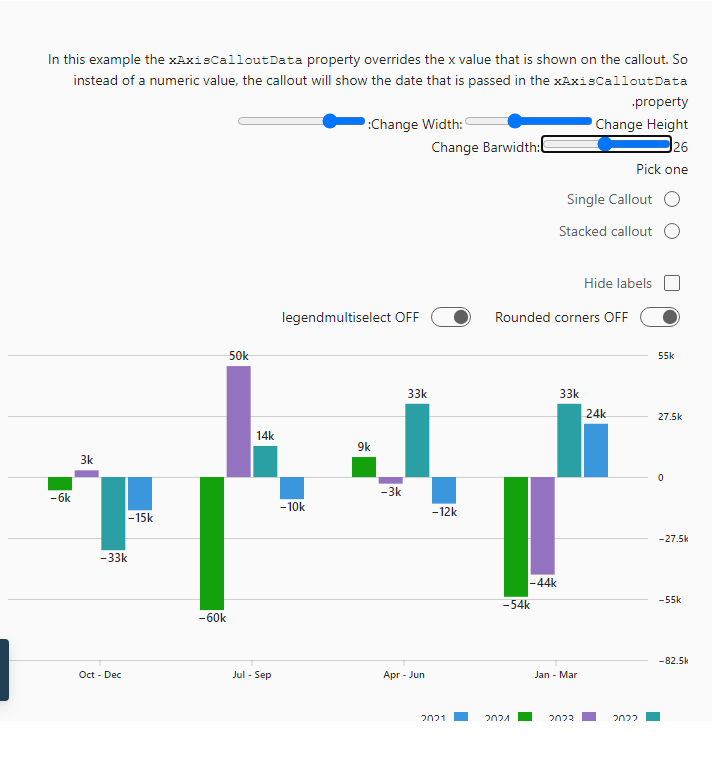 In this example the xAxisCalloutData property overrides the x value that is shown on the callout. So
instead of a numeric value, the callout will show the date that is passed in the xAxisCalloutData
.property
:Change Width: Change Height
Change Barwidth: 26
Pick one
Single Callout
Stacked callout
Hide labels
legendmultiselect OFF Rounded corners OFF
55k
27.5k
0
−27.5k
−55k
−82.5k
−6k
3k
−33k
−15k
−60k
50k
14k
−10k
9k
−3k
33k
−12k
−54k
−44k
33k
24k
Oct - Dec Jul - Sep Apr - Jun Jan - Mar
2021 2024 2023 2022